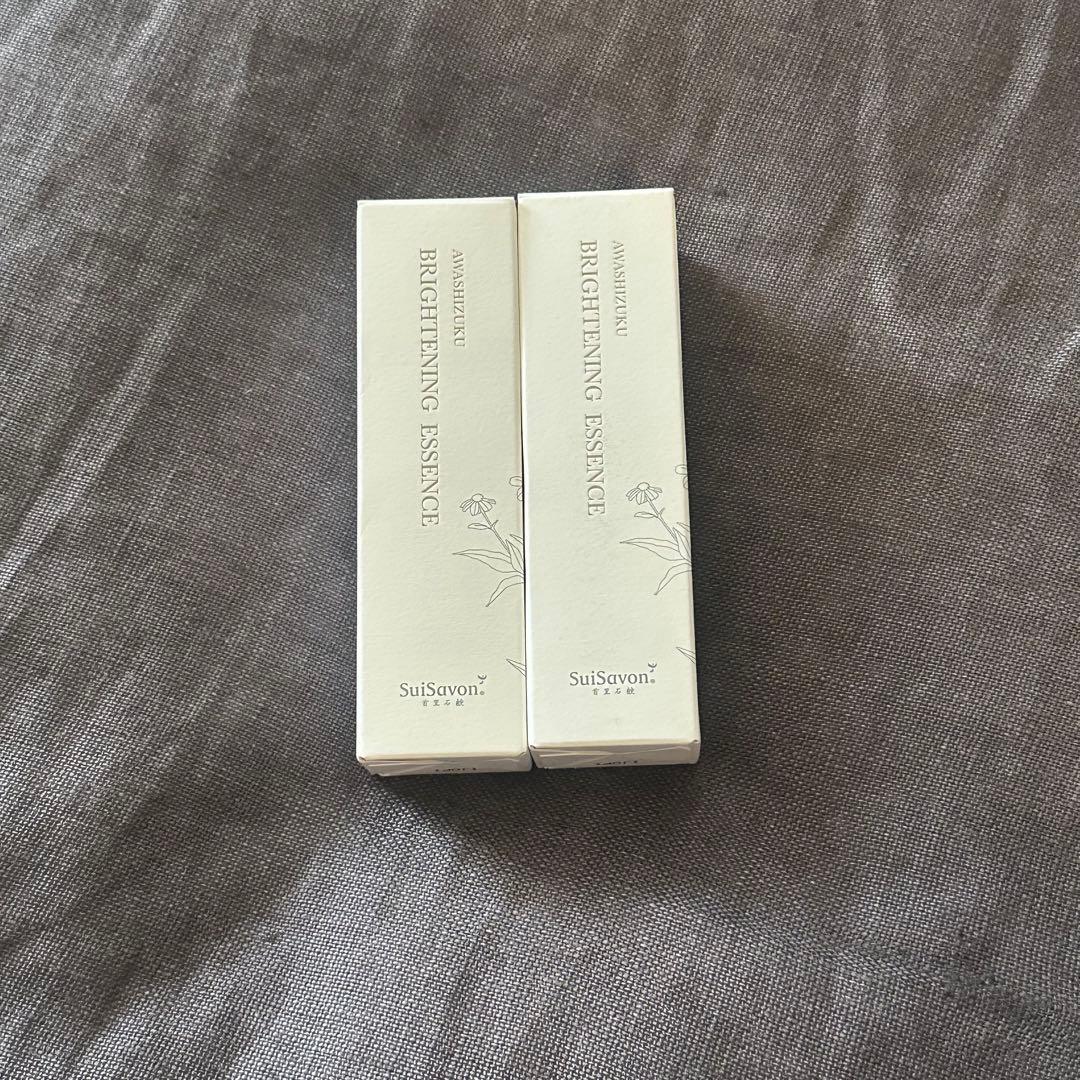 AWASHIZUKU
BRIGHTENING ESSENCE
SuiSavon®
首里石鹸
AWASHIZUKU
BRIGHTENING ESSENCE
SuiSavon®
首里石鹸